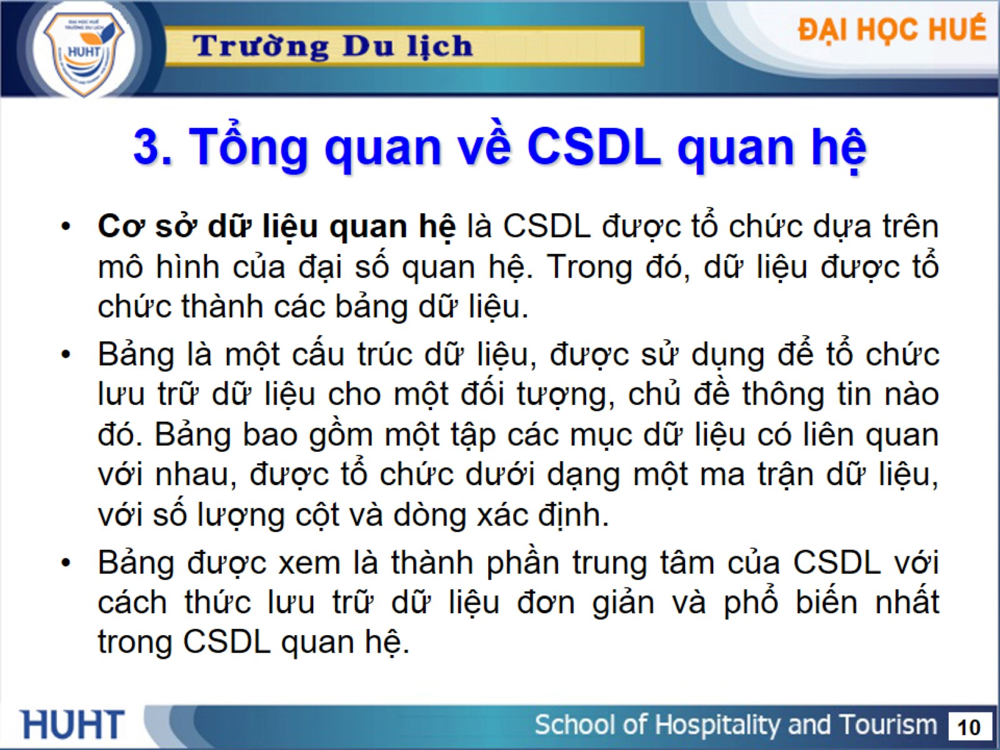 ĐẠI HỌC HUẾ
TRƯỜNG DU LỊCH
HUHT
Trường Du lịch
ĐẠI HỌC HUẾ
3. Tổng quan về CSDL quan hệ
• Cơ sở dữ liệu quan hệ là CSDL được tổ chức dựa trên
mô hình của đại số quan hệ. Trong đó, dữ liệu được tổ
chức thành các bảng dữ liệu.
• Bảng là một cấu trúc dữ liệu, được sử dụng để tổ chức
lưu trữ dữ liệu cho một đối tượng, chủ đề thông tin nào
đó. Bảng bao gồm một tập các mục dữ liệu có liên quan
với nhau, được tổ chức dưới dạng một ma trận dữ liệu,
với số lượng cột và dòng xác định.
• Bảng được xem là thành phần trung tâm của CSDL với
cách thức lưu trữ dữ liệu đơn giản và phổ biến nhất
trong CSDL quan hệ.
HUHT
School of Hospitality and Tourism
10